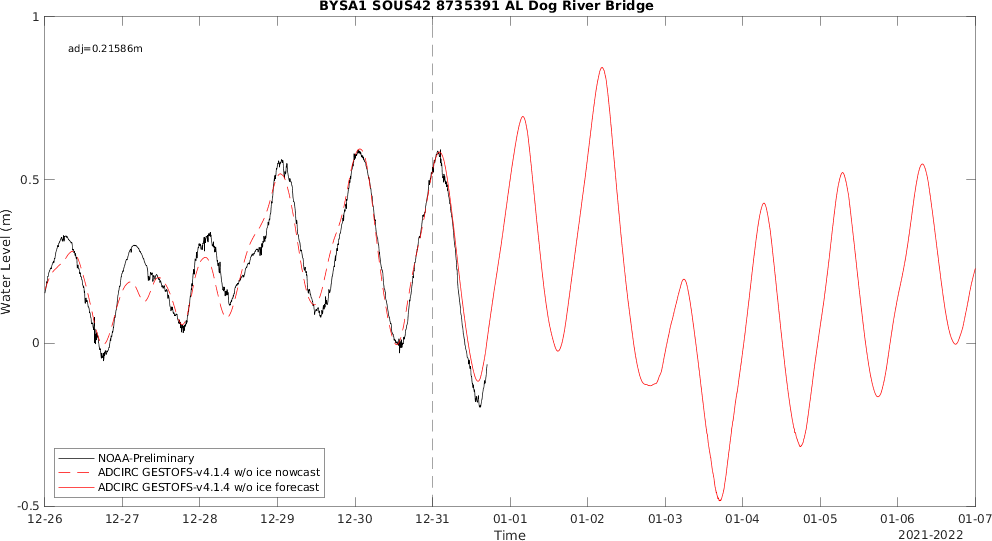 BYSA1 SOUS42 8735391 AL Dog River Bridge
adj=0.21586m
Water Level (m)
1
0.5
0
-0.5
NOAA-Preliminary
ADCIRC GESTOFS-v4.1.4 w/o ice nowcast
ADCIRC GESTOFS-v4.1.4 w/o ice forecast
12-26 12-27 12-28 12-29 12-30 12-31 01-01 01-02 01-03 01-04 01-05 01-06 01-07
Time
2021-2022